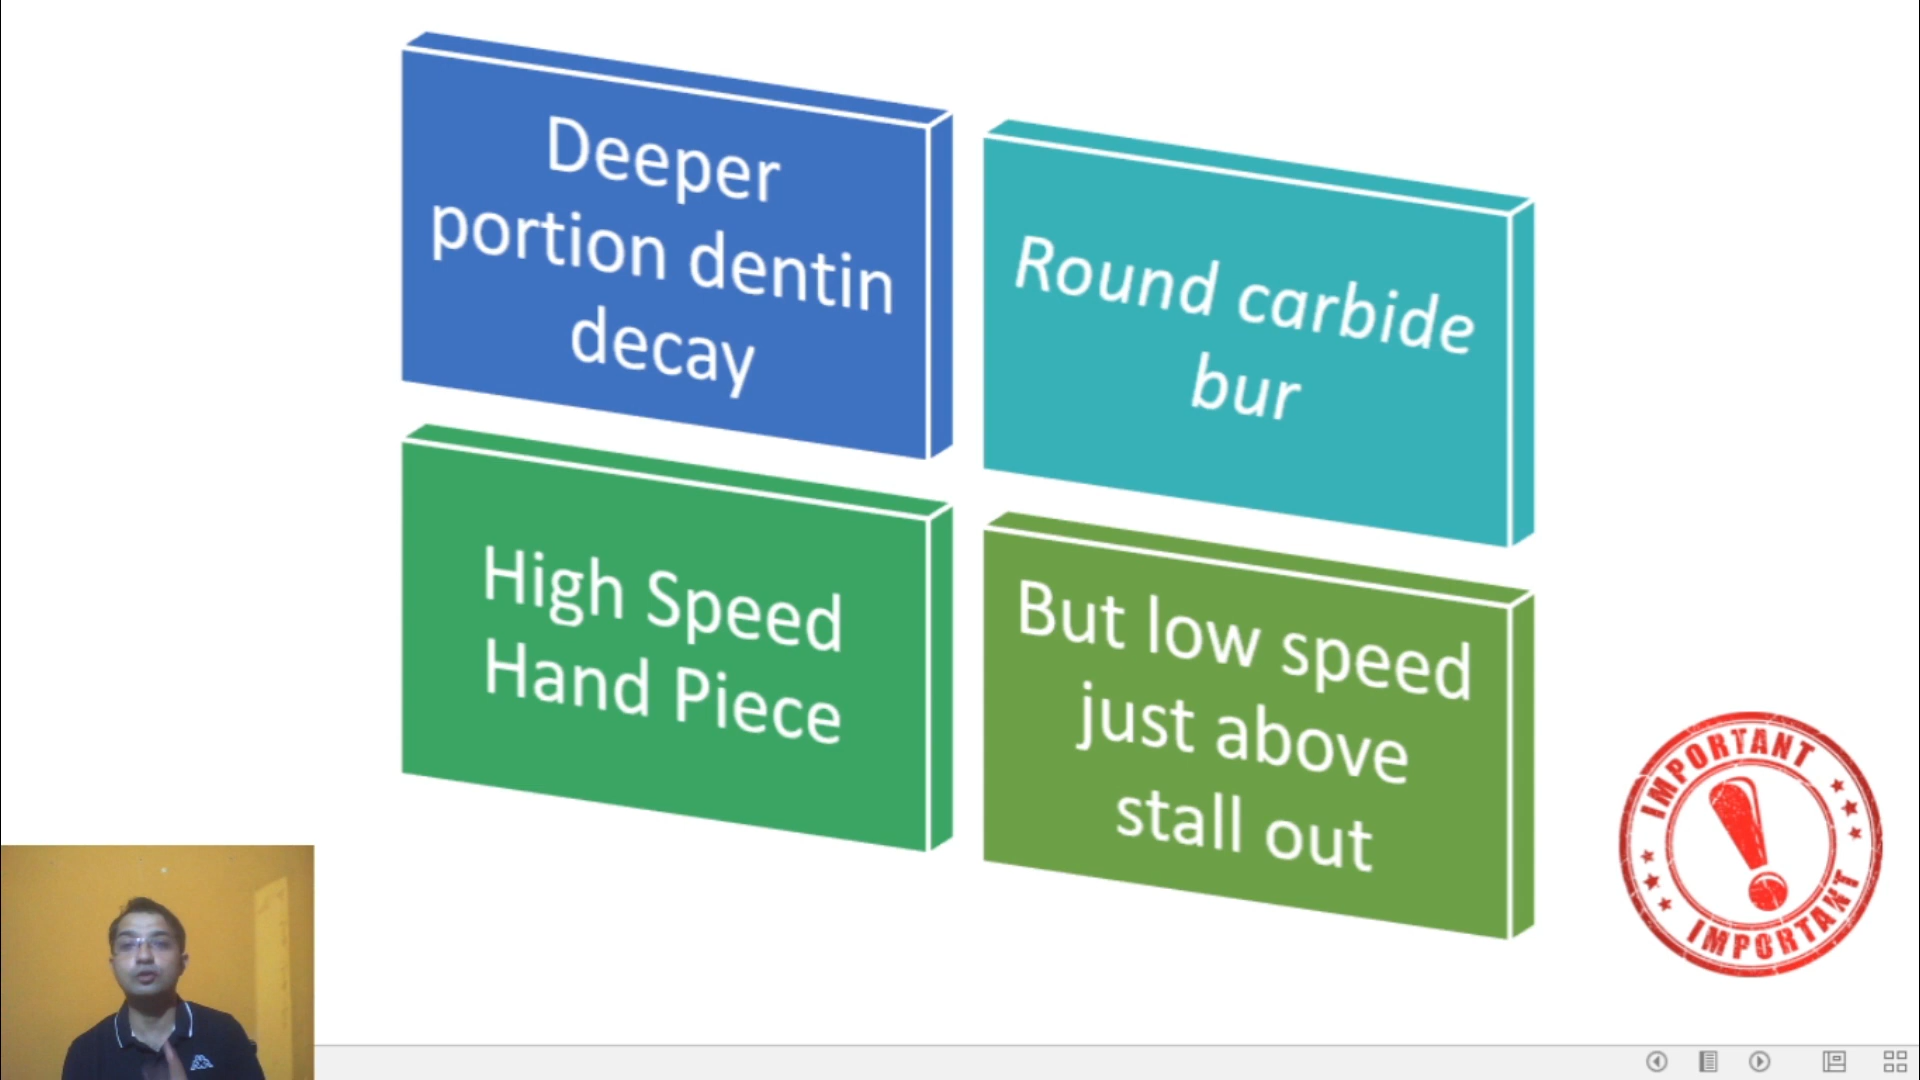 Deeper
portion dentin
decay
Round carbide
bur
High Speed
Hand Piece
But low speed
just above
stall out
IMPORTANT
IMPORTANT